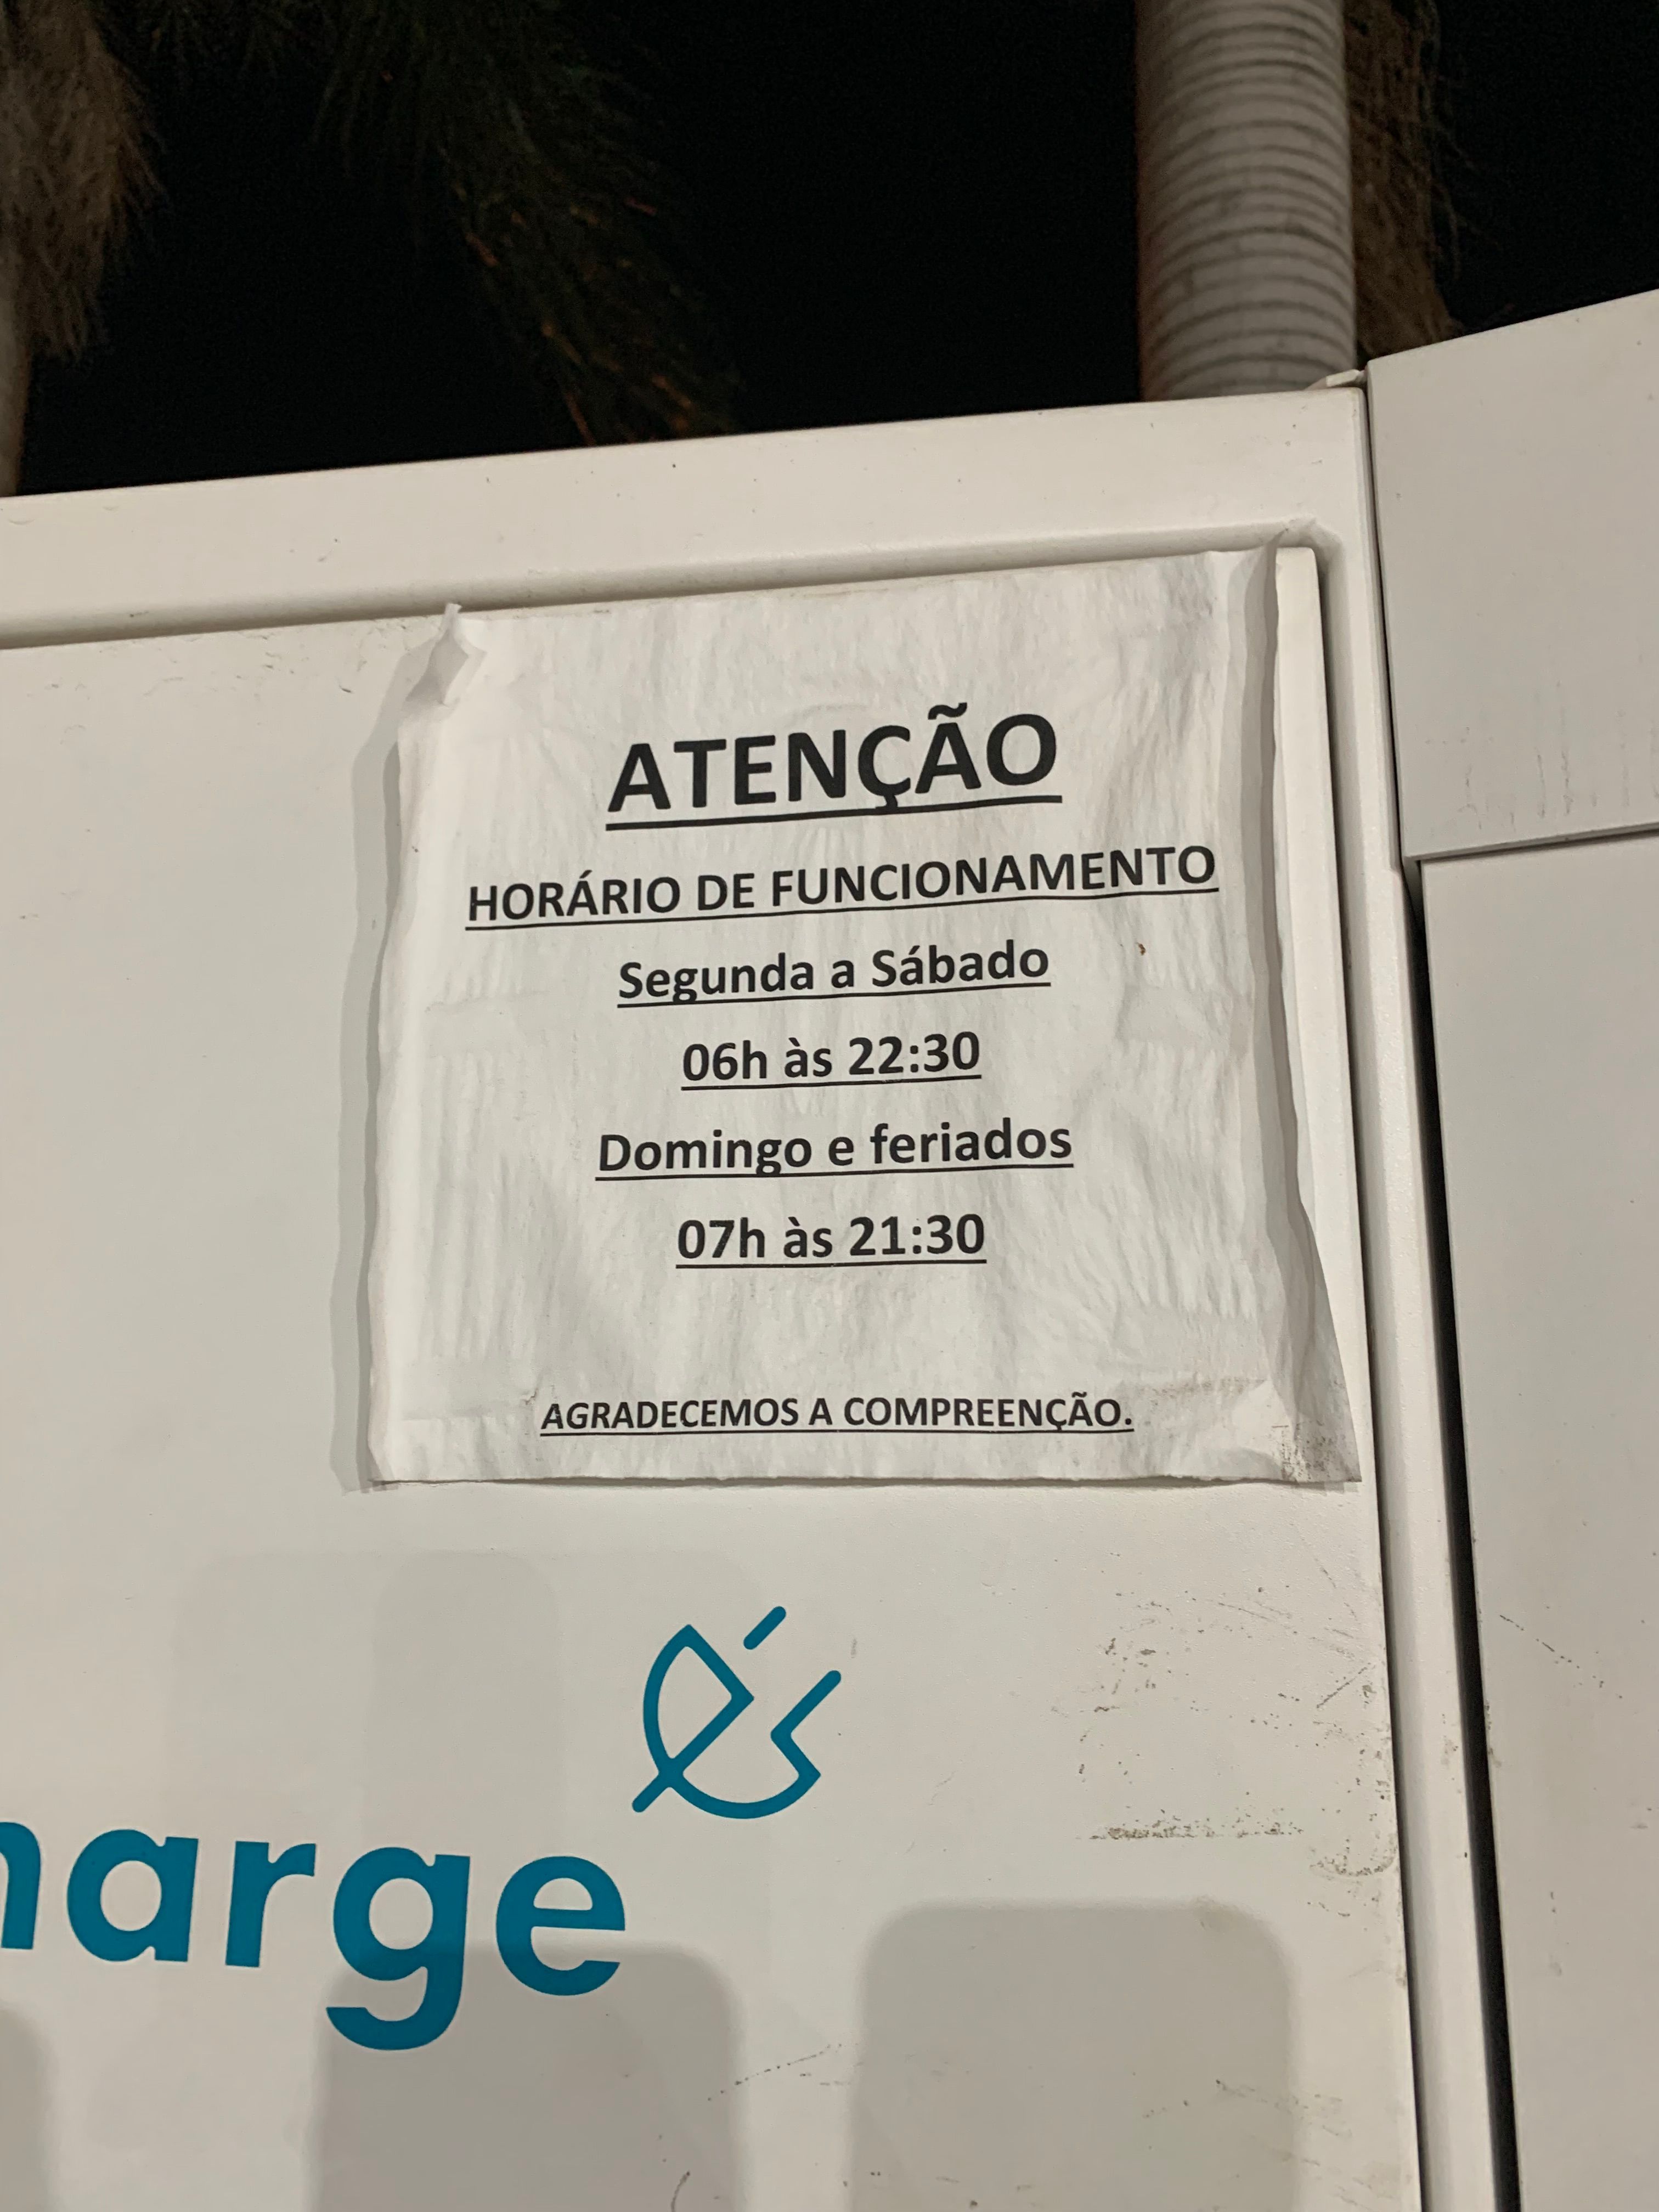 ATENÇÃO
HORÁRIO DE FUNCIONAMENTO
Segunda a Sábado
06h às 22:30
Domingo e feriados
07h às 21:30
AGRADECEMOS A COMPREENÇÃO.
harge